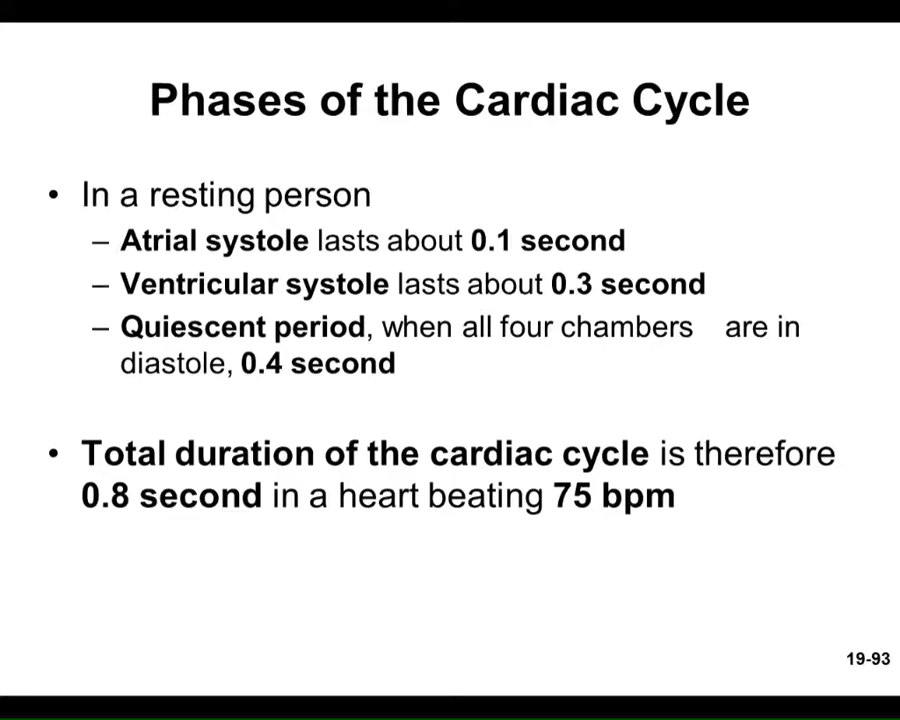 Phases of the Cardiac Cycle
• In a resting person
– Atrial systole lasts about 0.1 second
– Ventricular systole lasts about 0.3 second
– Quiescent period, when all four chambers are in
diastole, 0.4 second
• Total duration of the cardiac cycle is therefore
0.8 second in a heart beating 75 bpm
19-93